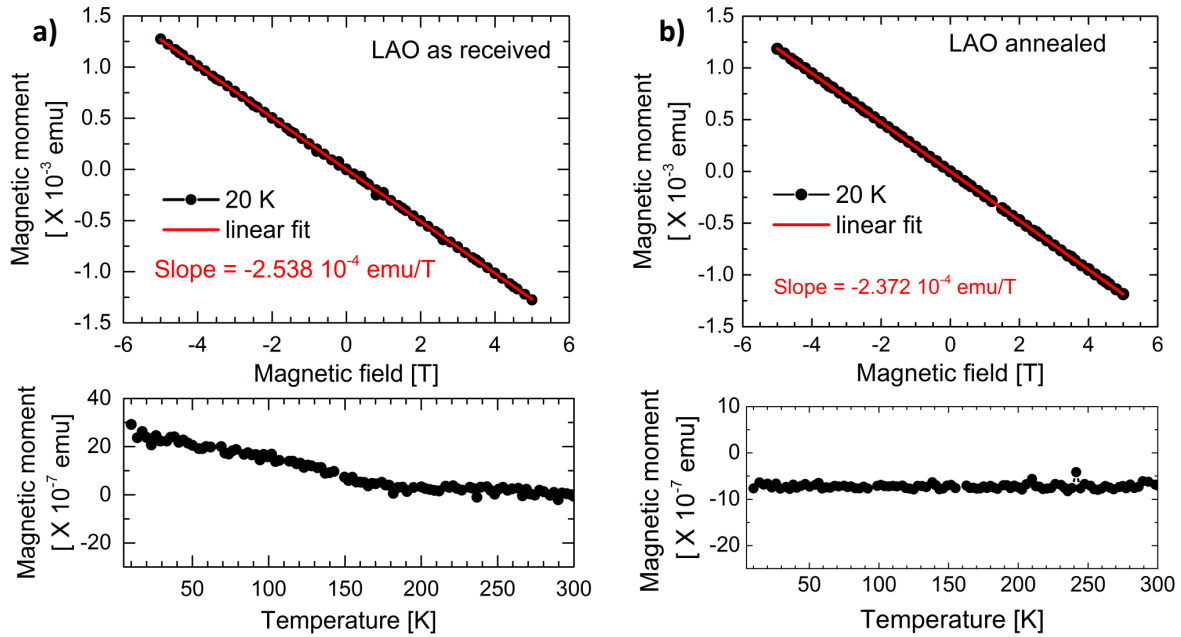 a)
LAO as received
Magnetic moment
[ X 10⁻³ emu]
1.5
1.0
0.5
0.0
-0.5
-1.0
-1.5
20 K
linear fit
Slope = -2.538 10⁻⁴ emu/T
-6 -4 -2 0 2 4 6
Magnetic field [T]
Magnetic moment
[ X 10⁻⁷ emu]
40
20
0
-20
50 100 150 200 250 300
Temperature [K]
b)
LAO annealed
Magnetic moment
[ X 10⁻³ emu]
1.5
1.0
0.5
0.0
-0.5
-1.0
-1.5
20 K
linear fit
Slope = -2.372 10⁻⁴ emu/T
-6 -4 -2 0 2 4 6
Magnetic field [T]
Magnetic moment
[ X 10⁻⁷ emu]
10
0
-10
-20
50 100 150 200 250 300
Temperature [K]